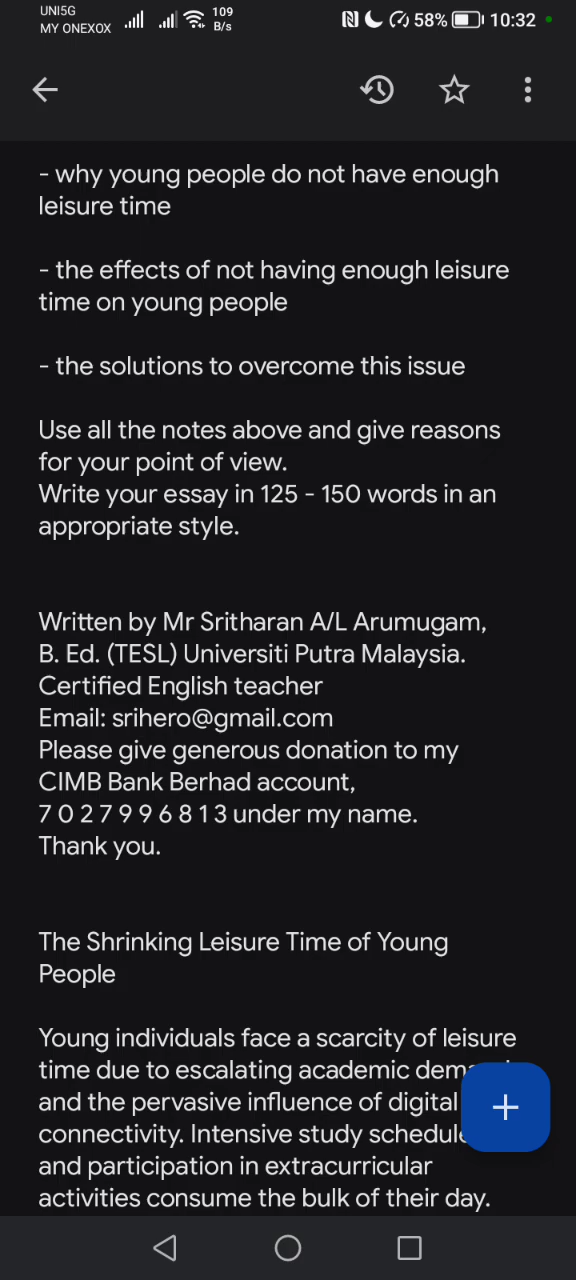 UNI5G
MY ONEXOX
109
B/s
58%
10:32
- why young people do not have enough
leisure time
- the effects of not having enough leisure
time on young people
- the solutions to overcome this issue
Use all the notes above and give reasons
for your point of view.
Write your essay in 125 - 150 words in an
appropriate style.
Written by Mr Sritharan A/L Arumugam,
B. Ed. (TESL) Universiti Putra Malaysia.
Certified English teacher
Email: srihero@gmail.com
Please give generous donation to my
CIMB Bank Berhad account,
7 0 2 7 9 9 6 8 1 3 under my name.
Thank you.
The Shrinking Leisure Time of Young
People
Young individuals face a scarcity of leisure
time due to escalating academic
and the pervasive influence of digital
connectivity. Intensive study
and participation in extracurricular
activities consume the bulk of their day.